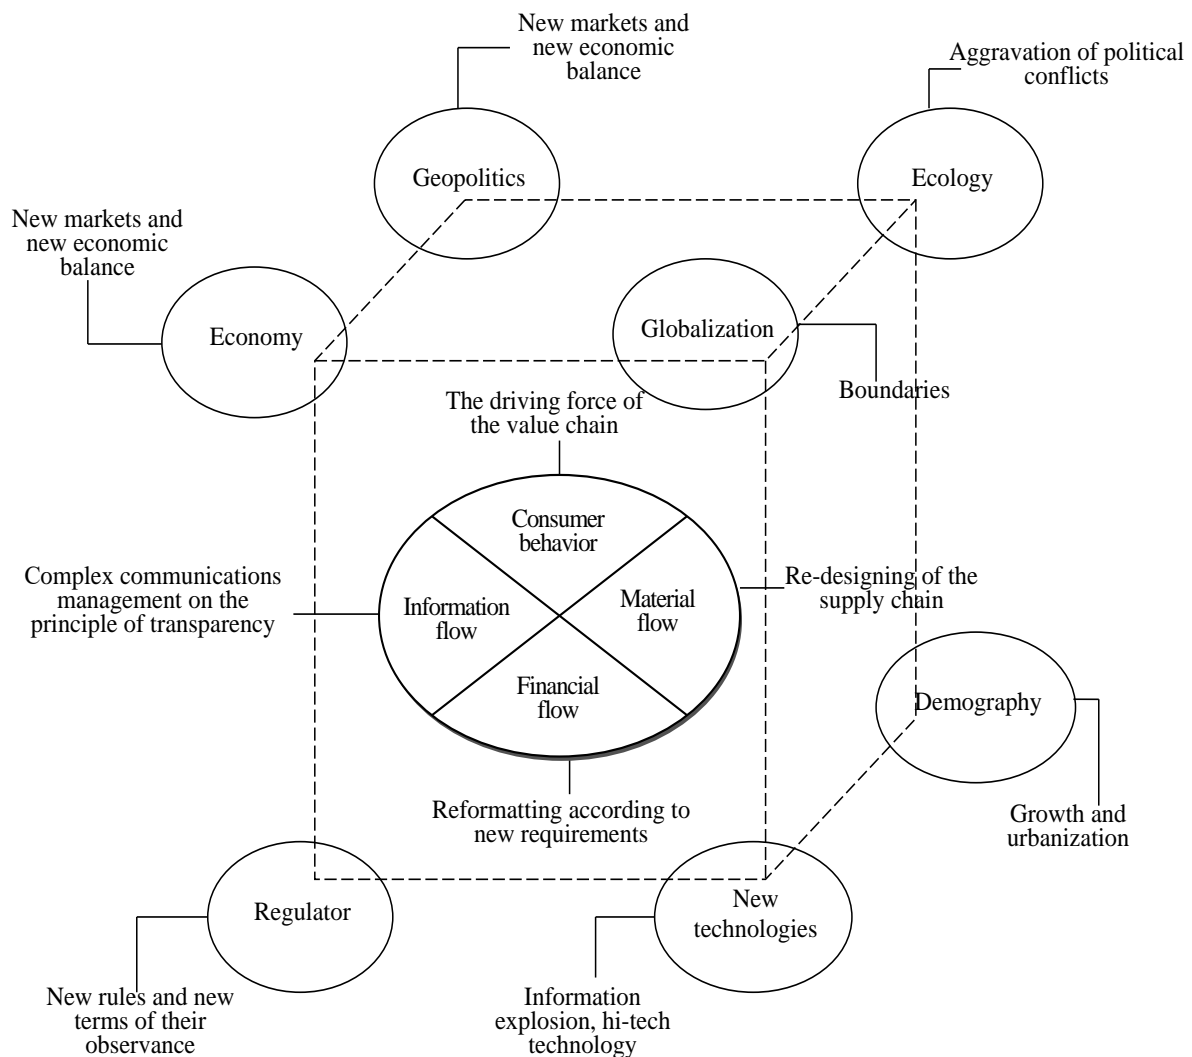 New markets and
new economic
balance
Aggravation of political
conflicts
Geopolitics
Ecology
New markets and
new economic
balance
Economy
Globalization
Boundaries
The driving force of
the value chain
Consumer
behavior
Complex communications
management on the
principle of transparency
Information
flow
Material
flow
Re-designing of the
supply chain
Financial
flow
Demography
Reformatting according to
new requirements
Growth and
urbanization
Regulator
New
technologies
New rules and new
terms of their
observance
Information
explosion, hi-tech
technology